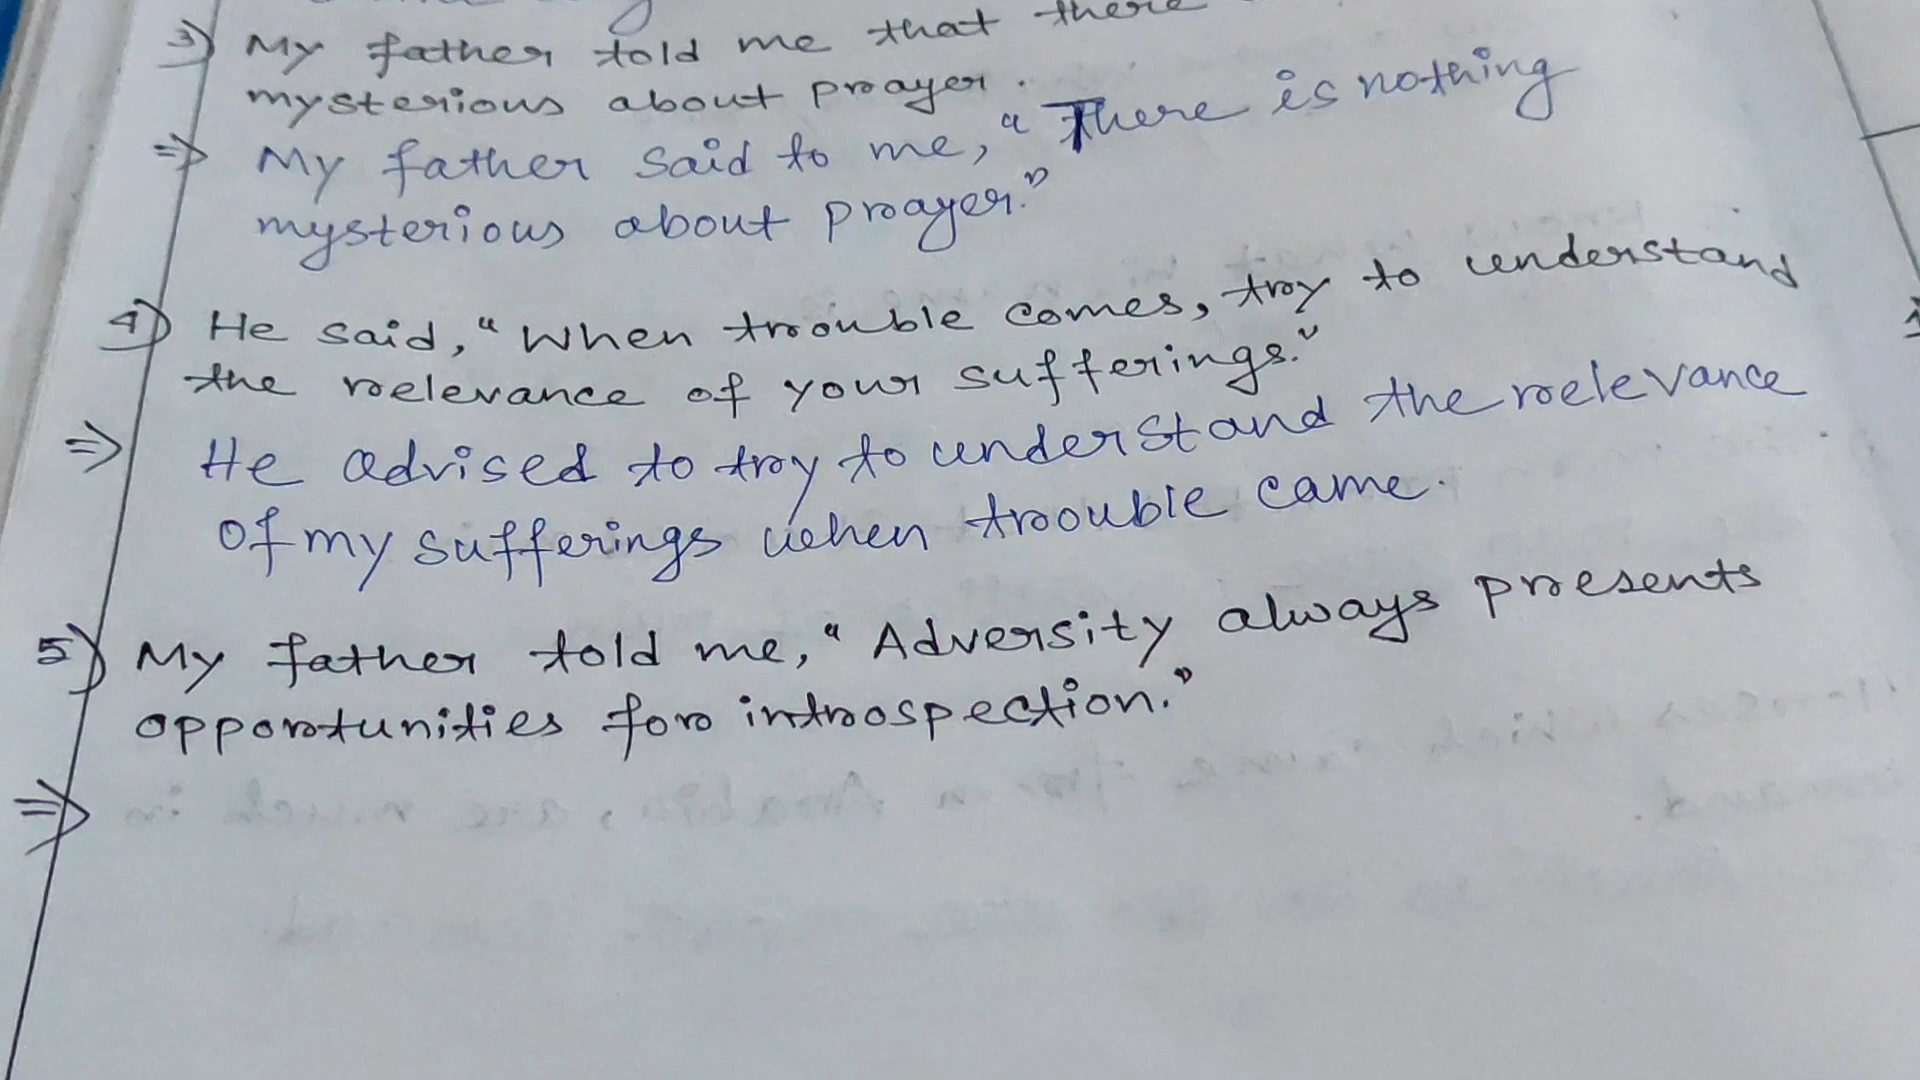 3) My father told me that there
mysterious about prayer.
⇒ My father said to me, "There is nothing
mysterious about prayer."
4) He said, "When trouble comes, try to understand
the relevance of your sufferings."
⇒ He advised to try to understand the relevance
of my sufferings when trouble came.
5) My father told me, "Adversity always presents
opportunities for introspection."
⇒